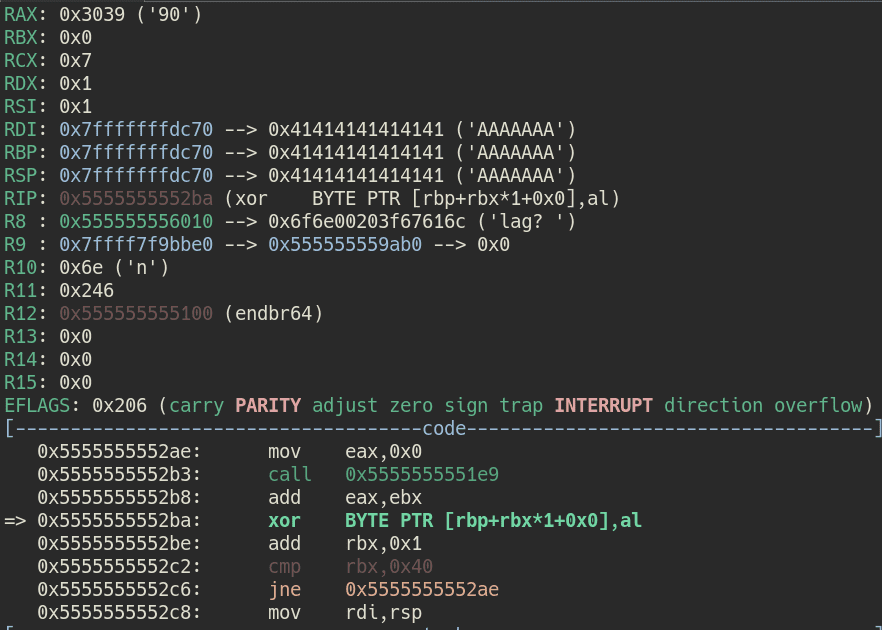 RAX: 0x3039 ('90')
RBX: 0x0
RCX: 0x7
RDX: 0x1
RSI: 0x1
RDI: 0x7fffffffdc70 --> 0x41414141414141 ('AAAAAAA')
RBP: 0x7fffffffdc70 --> 0x41414141414141 ('AAAAAAA')
RSP: 0x7fffffffdc70 --> 0x41414141414141 ('AAAAAAA')
RIP: 0x5555555552ba (xor    BYTE PTR [rbp+rbx*1+0x0],al)
R8 : 0x555555556010 --> 0x6f6e00203f67616c ('lag? ')
R9 : 0x7ffff7f9bbe0 --> 0x555555559ab0 --> 0x0
R10: 0x6e ('n')
R11: 0x246
R12: 0x555555555100 (endbr64)
R13: 0x0
R14: 0x0
R15: 0x0
EFLAGS: 0x206 (carry PARITY adjust zero sign trap INTERRUPT direction overflow)
[-------------------------------------code-------------------------------------]
   0x5555555552ae:      mov    eax,0x0
   0x5555555552b3:      call   0x5555555551e9
   0x5555555552b8:      add    eax,ebx
=> 0x5555555552ba:      xor    BYTE PTR [rbp+rbx*1+0x0],al
   0x5555555552be:      add    rbx,0x1
   0x5555555552c2:      cmp    rbx,0x40
   0x5555555552c6:      jne    0x5555555552ae
   0x5555555552c8:      mov    rdi,rsp